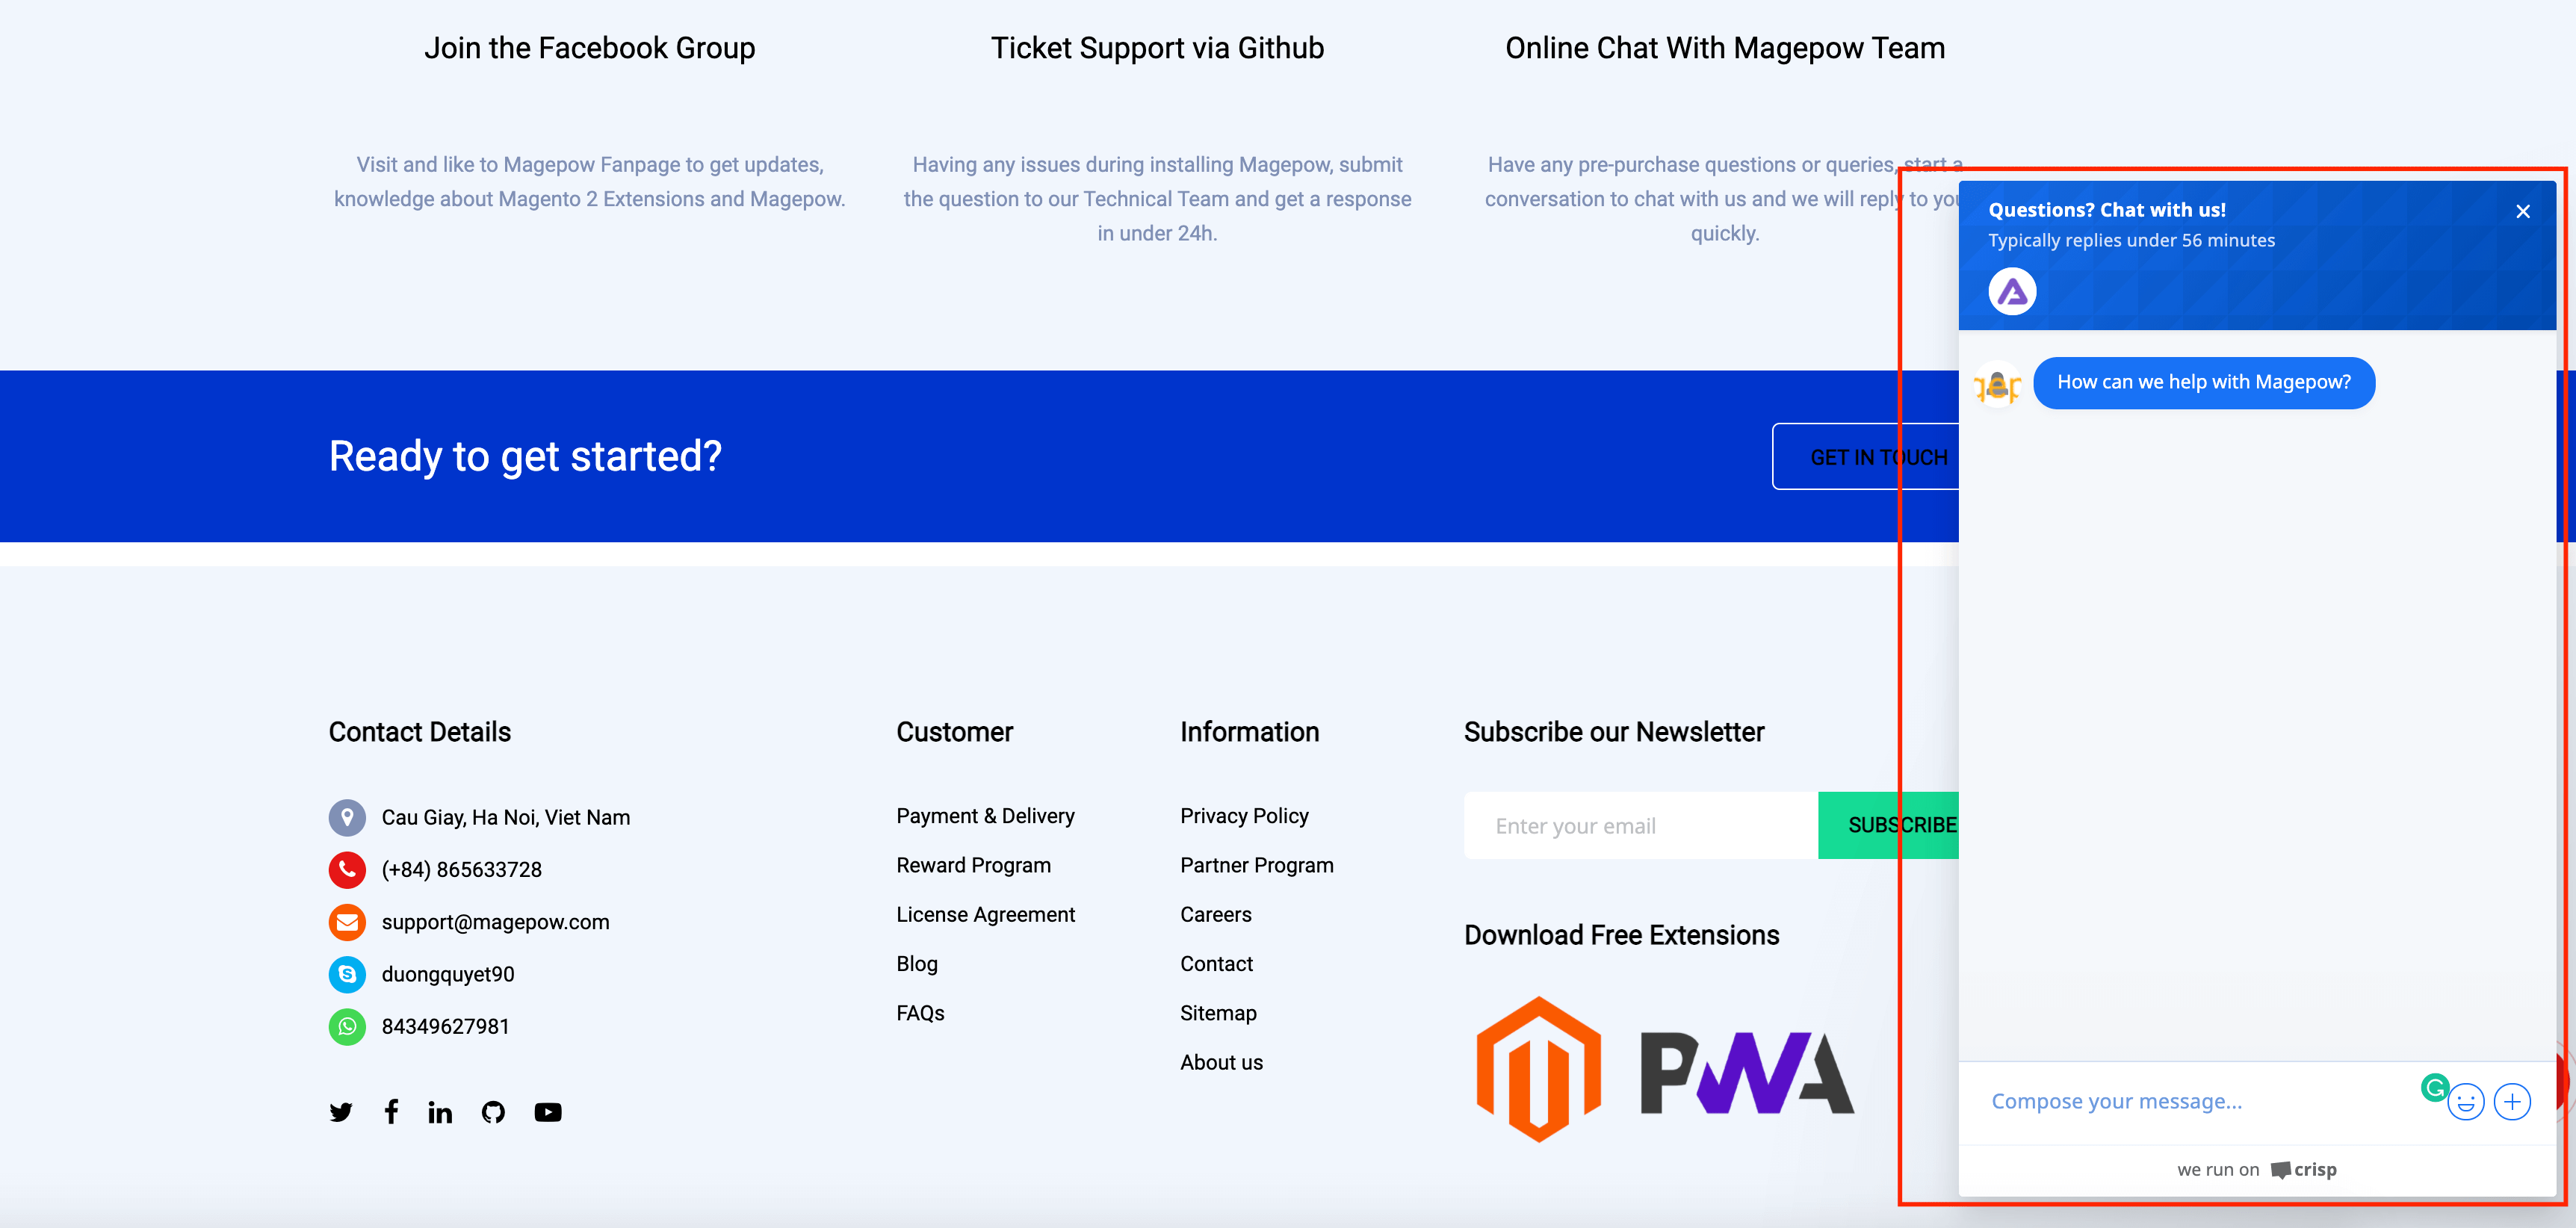 Join the Facebook Group
Visit and like to Magepow Fanpage to get updates,
knowledge about Magento 2 Extensions and Magepow.
Ticket Support via Github
Having any issues during installing Magepow, submit
the question to our Technical Team and get a response
in under 24h.
Online Chat With Magepow Team
Have any pre-purchase questions or queries, start a
conversation to chat with us and we will reply to you
quickly.
Ready to get started?
GET IN TOUCH
Contact Details
Cau Giay, Ha Noi, Viet Nam
(+84) 865633728
support@magepow.com
duongquyet90
84349627981
Customer
Payment & Delivery
Reward Program
License Agreement
Blog
FAQs
Information
Privacy Policy
Partner Program
Careers
Contact
Sitemap
About us
Subscribe our Newsletter
Enter your email
SUBSCRIBE
Download Free Extensions
PWA
Questions? Chat with us!
Typically replies under 56 minutes
How can we help with Magepow?
Compose your message...
we run on crisp